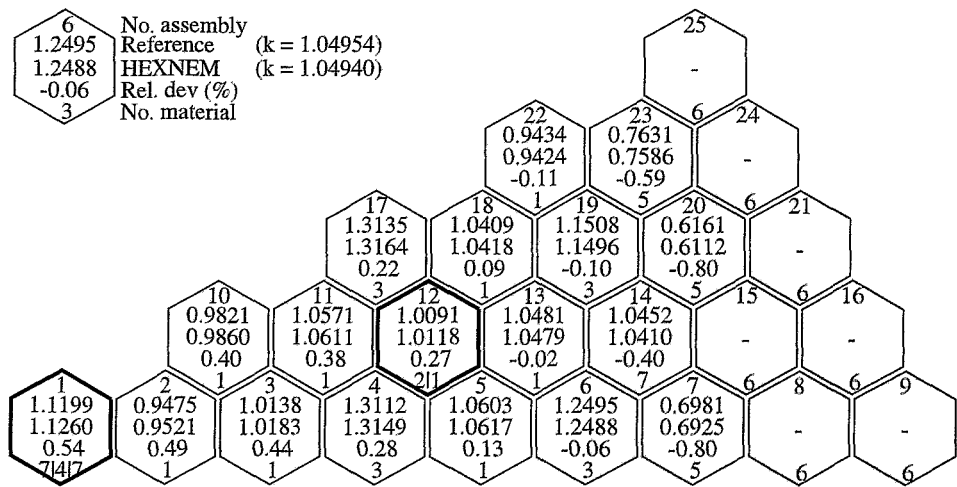 6 No. assembly
1.2495 Reference (k = 1.04954)
1.2488 HEXNEM (k = 1.04940)
-0.06 Rel. dev (%)
3 No. material
25
-
22 23 6 24
0.9434 0.7631
0.9424 0.7586 -
-0.11 -0.59
17 18 1 19 5 20 6 21
1.3135 1.0409 1.1508 0.6161
1.3164 1.0418 1.1496 0.6112 -
0.22 0.09 -0.10 -0.80
10 11 3 12 1 13 3 14 5 15 6 16
0.9821 1.0571 1.0091 1.0481 1.0452
0.9860 1.0611 1.0118 1.0479 1.0410 - -
0.40 0.38 0.27 -0.02 -0.40
1 2 1 3 1 4 2|1 5 1 6 7 7 6 8 6 9
1.1199 0.9475 1.0138 1.3112 1.0603 1.2495 0.6981
1.1260 0.9521 1.0183 1.3149 1.0617 1.2488 0.6925 - -
0.54 0.49 0.44 0.28 0.13 -0.06 -0.80
7|4|7 1 1 3 1 3 5 6 6